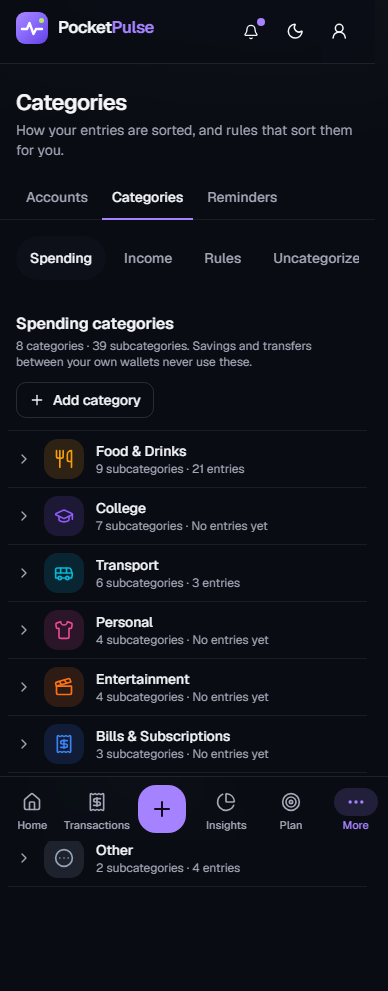 PocketPulse
Categories
How your entries are sorted, and rules that sort them
for you.
Accounts
Categories
Reminders
Spending
Income
Rules
Uncategorize
Spending categories
8 categories · 39 subcategories. Savings and transfers
between your own wallets never use these.
Add category
Food & Drinks
9 subcategories · 21 entries
College
7 subcategories · No entries yet
Transport
6 subcategories · 3 entries
Personal
4 subcategories · No entries yet
Entertainment
4 subcategories · No entries yet
Bills & Subscriptions
3 subcategories · No entries yet
Home
Transactions
Insights
Plan
More
Other
2 subcategories · 4 entries